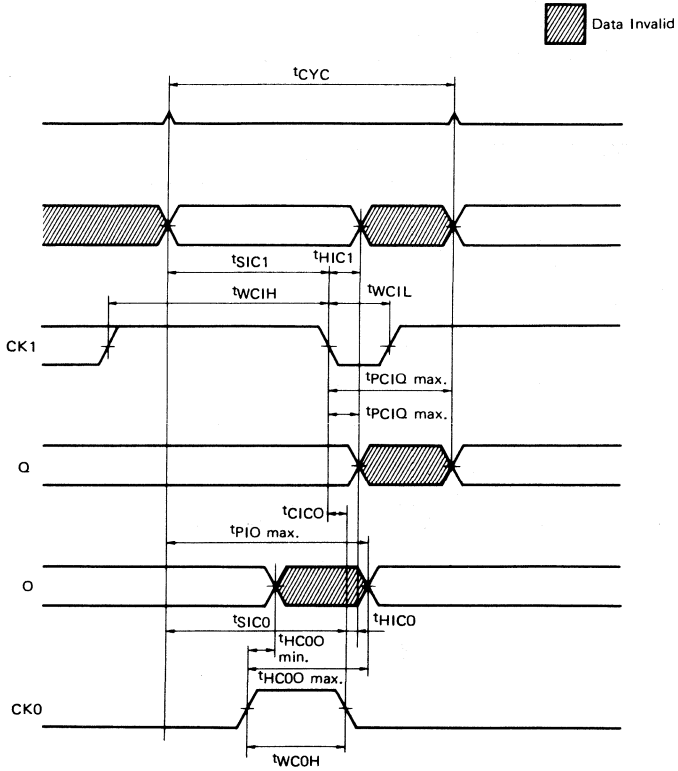 Data Invalid
tCYC
tSIC1
tHIC1
tWCIH
tWCIL
CK1
tPCIQ max.
tPCIQ max.
Q
tCICO
tPIO max.
O
tSICO
tHICO
tHCOO
min.
tHCOO max.
CKO
tWCOH